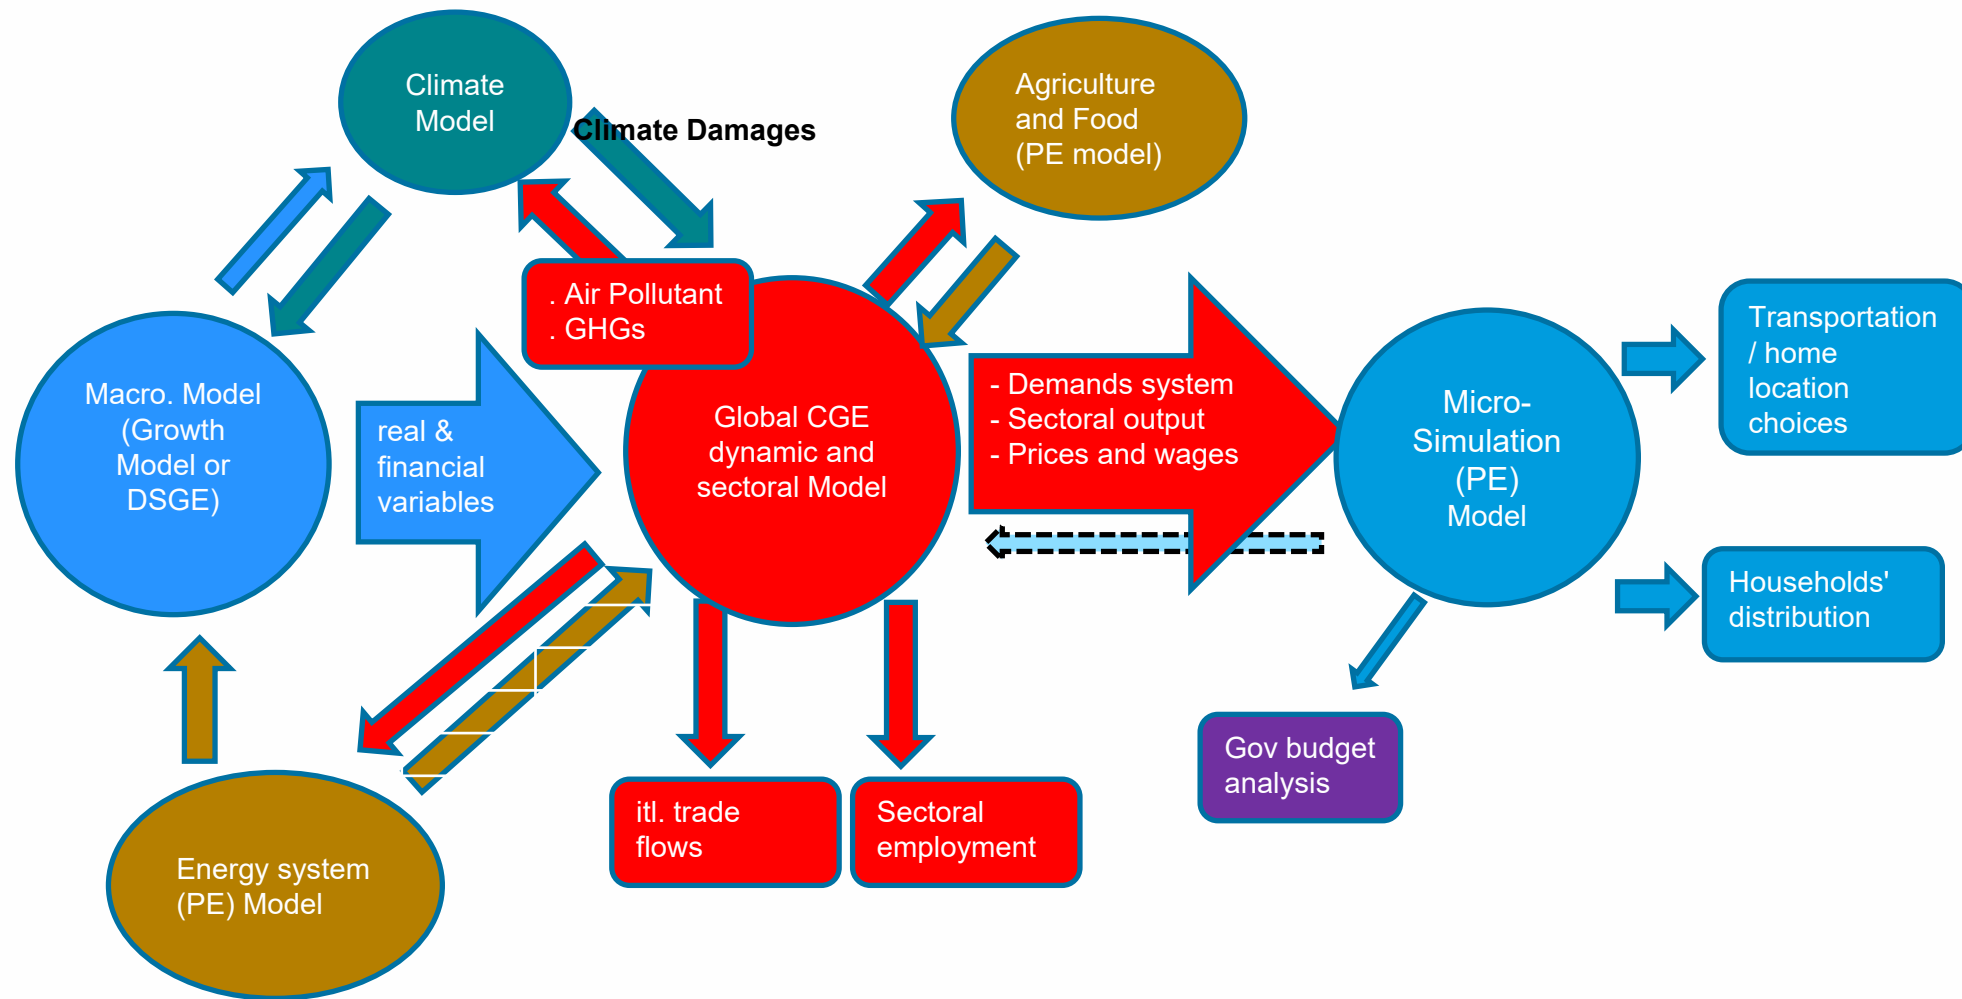 Climate
Model
Climate Damages
Agriculture
and Food
(PE model)
. Air Pollutant
. GHGs
Macro. Model
(Growth
Model or
DSGE)
real &
financial
variables
Global CGE
dynamic and
sectoral Model
- Demands system
- Sectoral output
- Prices and wages
Micro-
Simulation
(PE)
Model
Transportation
/ home
location
choices
Households'
distribution
Gov budget
analysis
itl. trade
flows
Sectoral
employment
Energy system
(PE) Model